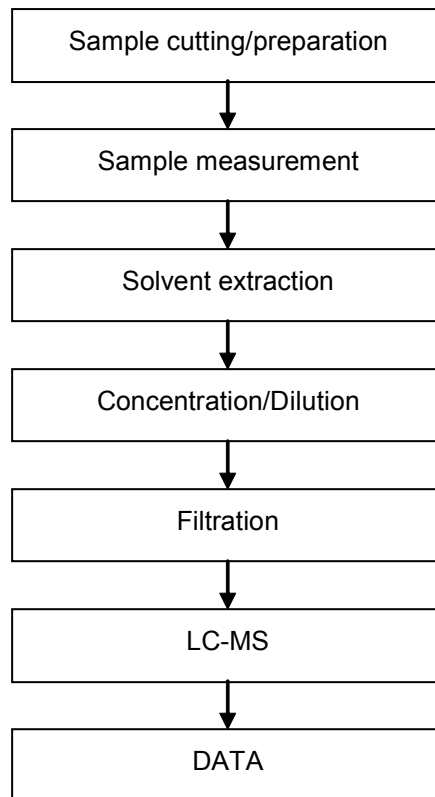 Sample cutting/preparation
Sample measurement
Solvent extraction
Concentration/Dilution
Filtration
LC-MS
DATA